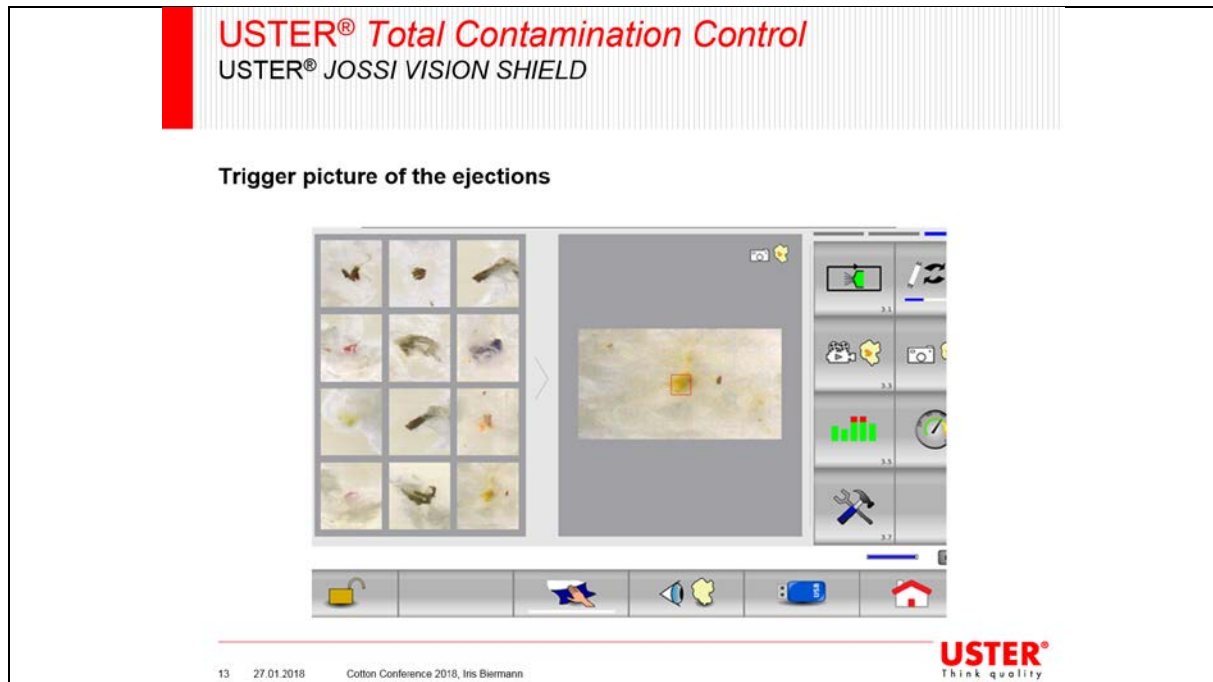 USTER® Total Contamination Control
USTER® JOSSI VISION SHIELD
Trigger picture of the ejections
3.1
3.3
3.5
3.7
USB
USTER®
Think quality
13 27.01.2018 Cotton Conference 2018, Iris Biermann